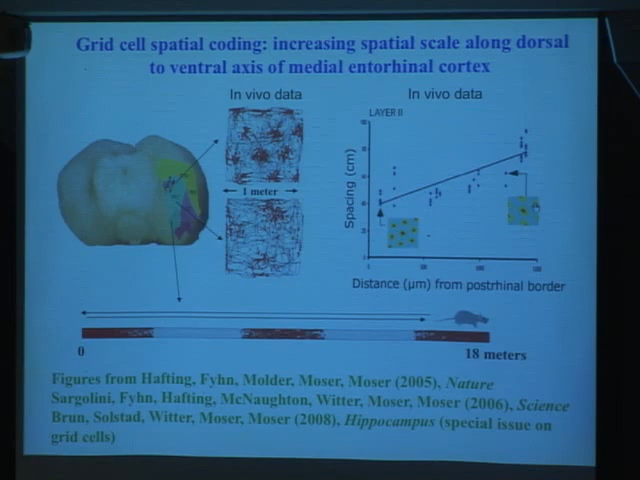 Grid cell spatial coding: increasing spatial scale along dorsal
to ventral axis of medial entorhinal cortex
In vivo data
In vivo data
LAYER II
1 meter
Spacing (cm)
Distance (µm) from postrhinal border
0
18 meters
Figures from Hafting, Fyhn, Molder, Moser, Moser (2005), Nature
Sargolini, Fyhn, Hafting, McNaughton, Witter, Moser, Moser (2006), Science
Brun, Solstad, Witter, Moser, Moser (2008), Hippocampus (special issue on
grid cells)